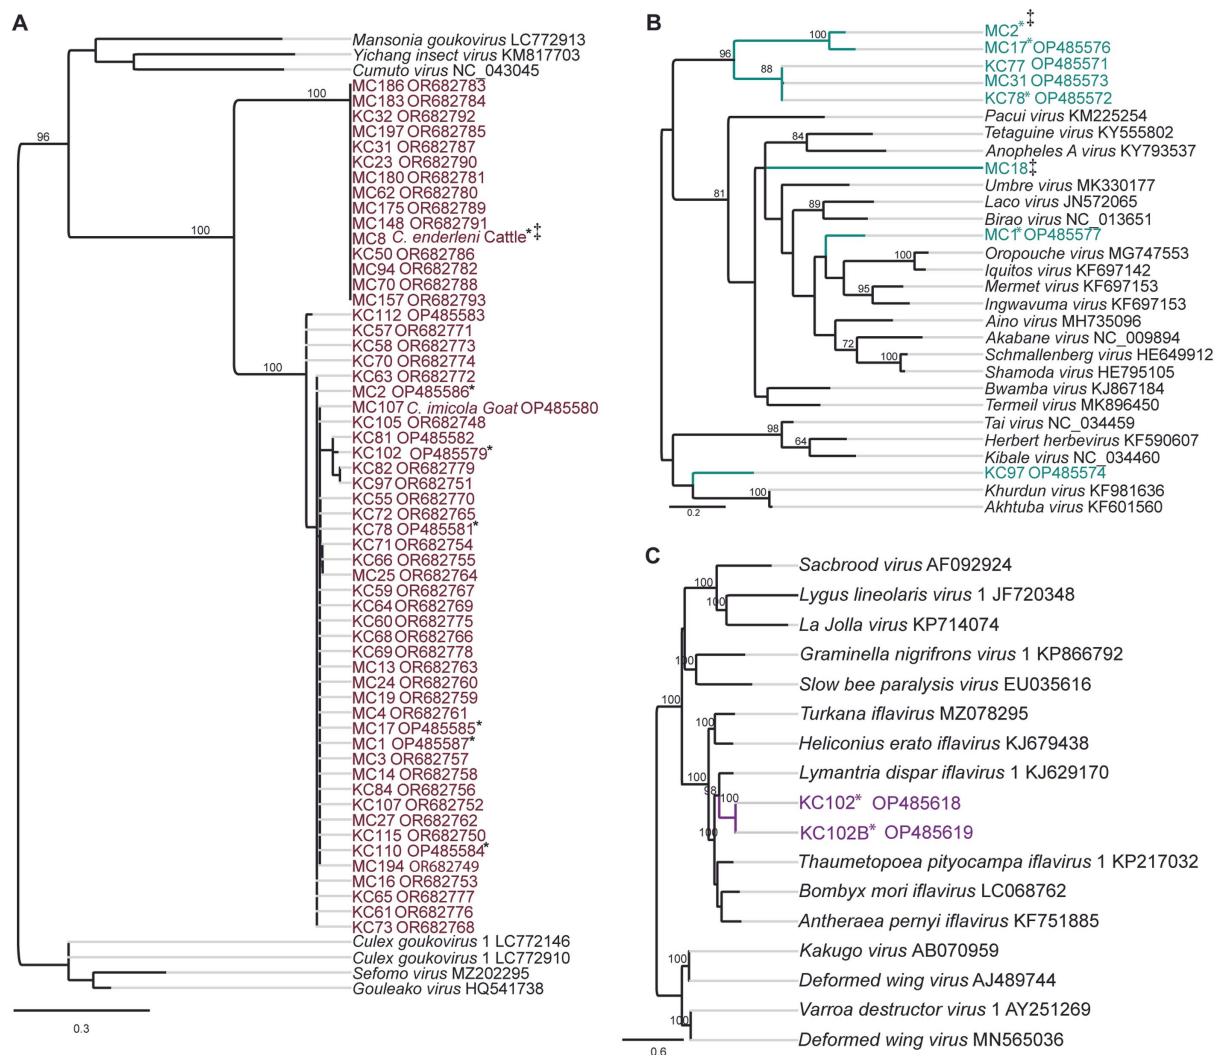 A
Mansonia goukovirus LC772913
Yichang insect virus KM817703
Cumuto virus NC_043045
96
100
MC186 OR682783
MC183 OR682784
KC32 OR682792
MC197 OR682785
KC31 OR682787
KC23 OR682790
MC180 OR682781
MC62 OR682780
MC175 OR682789
MC148 OR682791
MC8 C. enderleni Cattle*‡
KC50 OR682786
MC94 OR682782
MC70 OR682788
MC157 OR682793
100
100
KC112 OP485583
KC57 OR682771
KC58 OR682773
KC70 OR682774
KC63 OR682772
MC2 OP485586*
MC107 C. imicola Goat OP485580
KC105 OR682748
KC81 OP485582
KC102 OP485579*
KC82 OR682779
KC97 OR682751
KC55 OR682770
KC72 OR682765
KC78 OP485581*
KC71 OR682754
KC66 OR682755
MC25 OR682764
KC59 OR682767
KC64 OR682769
KC60 OR682775
KC68 OR682766
KC69 OR682778
MC13 OR682763
MC24 OR682760
MC19 OR682759
MC4 OR682761
MC17 OP485585*
MC1 OP485587*
MC3 OR682757
MC14 OR682758
KC84 OR682756
KC107 OR682752
MC27 OR682762
KC115 OR682750
KC110 OP485584*
MC194 OR682749
MC16 OR682753
KC65 OR682777
KC61 OR682776
KC73 OR682768
Culex goukovirus 1 LC772146
Culex goukovirus 1 LC772910
Sefomo virus MZ202295
Gouleako virus HQ541738
0.3
B
MC2*‡
100
MC17* OP485576
96
KC77 OP485571
88
MC31 OP485573
KC78* OP485572
Pacui virus KM225254
Tetaguine virus KY555802
84
Anopheles A virus KY793537
MC18‡
Umbre virus MK330177
81
Laco virus JN572065
89
Birao virus NC_013651
MC1* OP485577
Oropouche virus MG747553
100
Iquitos virus KF697142
Mermet virus KF697153
95
Ingwavuma virus KF697153
Aino virus MH735096
Akabane virus NC_009894
72
Schmallenberg virus HE649912
100
Shamoda virus HE795105
Bwamba virus KJ867184
Termeil virus MK896450
Tai virus NC_034459
98
Herbert herbevirus KF590607
64
Kibale virus NC_034460
KC97 OP485574
Khurdun virus KF981636
100
Akhtuba virus KF601560
0.2
C
Sacbrood virus AF092924
100
Lygus lineolaris virus 1 JF720348
100
La Jolla virus KP714074
Graminella nigrifrons virus 1 KP866792
100
Slow bee paralysis virus EU035616
100
Turkana iflavirus MZ078295
100
Heliconius erato iflavirus KJ679438
Lymantria dispar iflavirus 1 KJ629170
100
98
100
KC102* OP485618
KC102B* OP485619
100
Thaumetopoea pityocampa iflavirus 1 KP217032
Bombyx mori iflavirus LC068762
Antheraea pernyi iflavirus KF751885
Kakugo virus AB070959
100
Deformed wing virus AJ489744
Varroa destructor virus 1 AY251269
100
Deformed wing virus MN565036
0.6